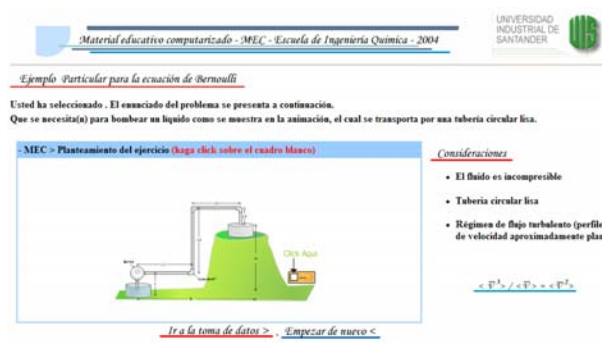 UNIVERSIDAD
INDUSTRIAL DE
SANTANDER
Material educativo computarizado - MEC - Escuela de Ingeniería Química - 2004
Ejemplo Particular para la ecuación de Bernoulli
Usted ha seleccionado . El enunciado del problema se presenta a continuación.
Que se necesita(n) para bombear un líquido como se muestra en la animación, el cual se transporta por una tubería circular lisa.
- MEC > Planteamiento del ejercicio (haga click sobre el cuadro blanco)
Click Aquí
Consideraciones
• El fluido es incompresible
• Tubería circular lisa
• Régimen de flujo turbulento (perfile
de velocidad aproximadamente plan
Ir a la toma de datos > . Empezar de nuevo <